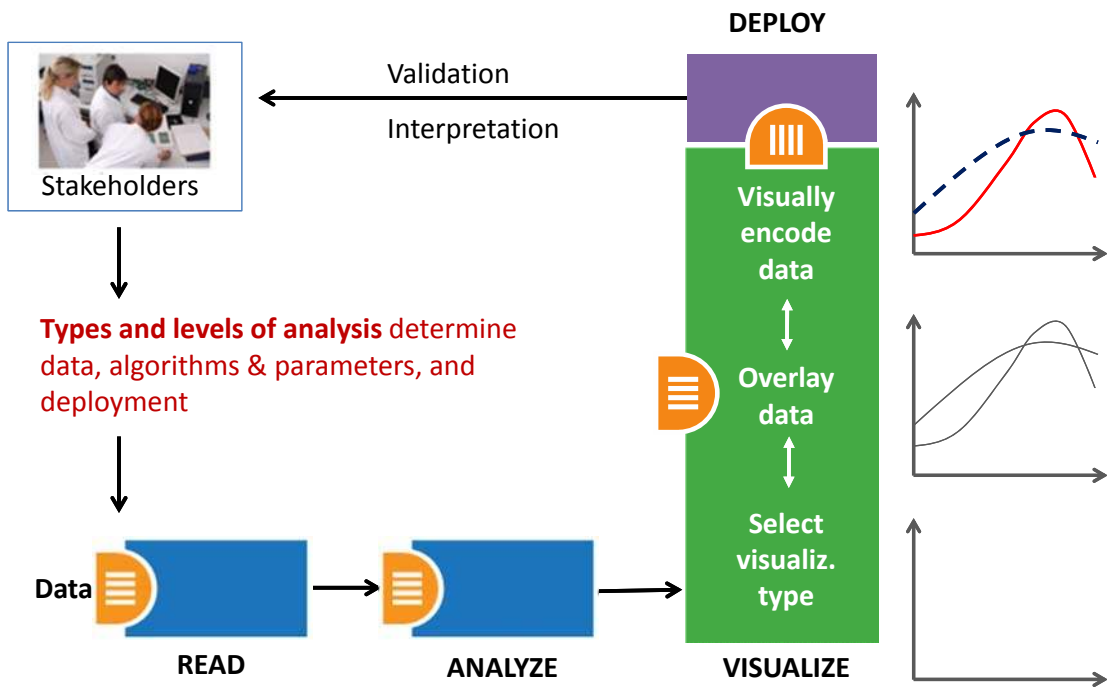 DEPLOY
Validation
Interpretation
Stakeholders
Types and levels of analysis determine
data, algorithms & parameters, and
deployment
Visually
encode
data
Overlay
data
Select
visualiz.
type
Data
READ
ANALYZE
VISUALIZE